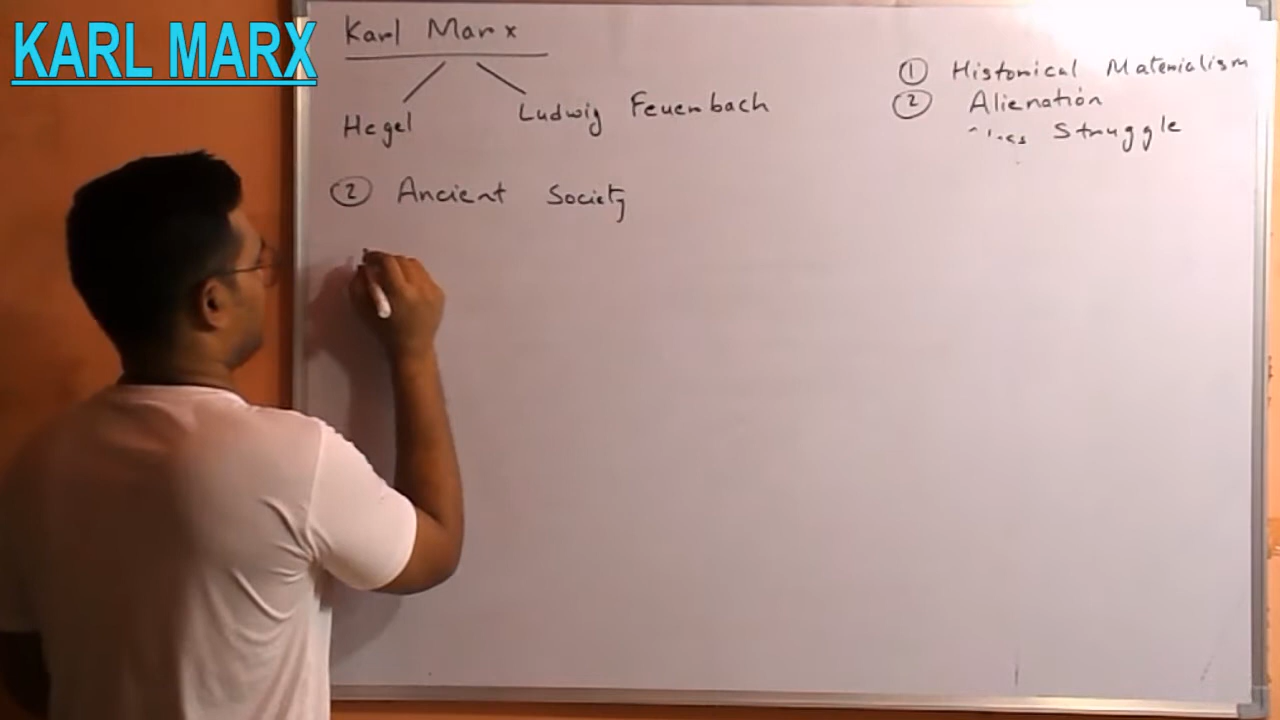 KARL MARX
Karl Marx
Hegel
Ludwig Feuerbach
① Historical Materialism
② Alienation
Struggle
② Ancient Society